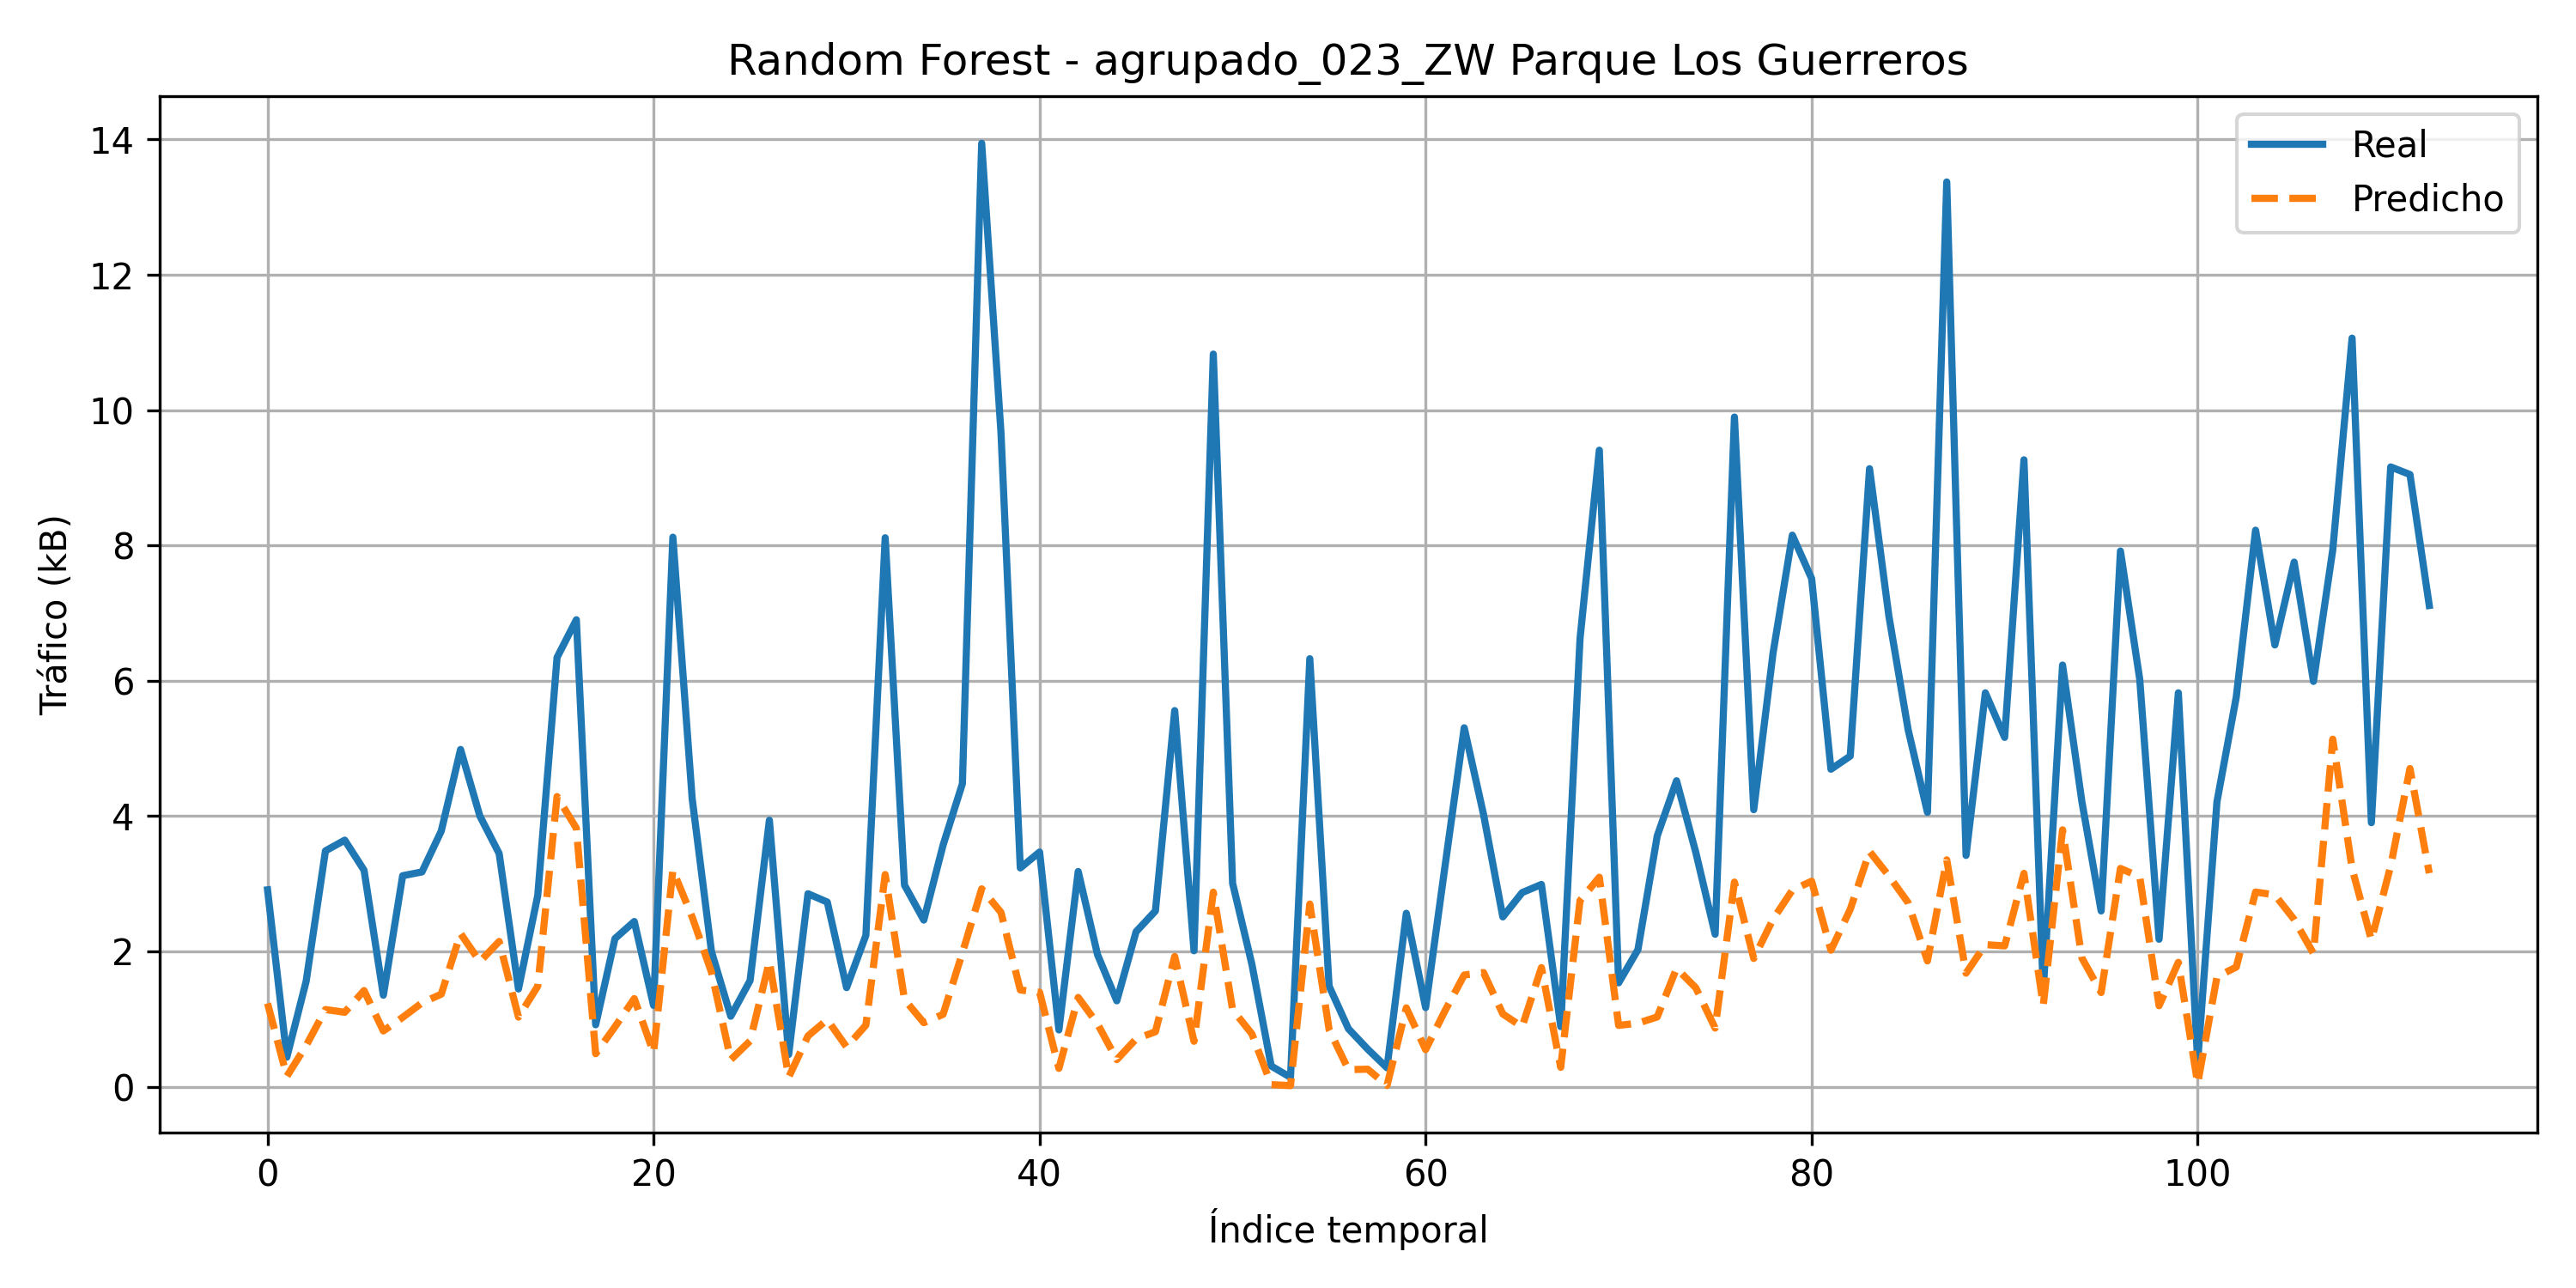 Random Forest - agrupado_023_ZW Parque Los Guerreros
Real
Predicho
14
12
10
8
6
4
2
0
Tráfico (kB)
0 20 40 60 80 100
Índice temporal